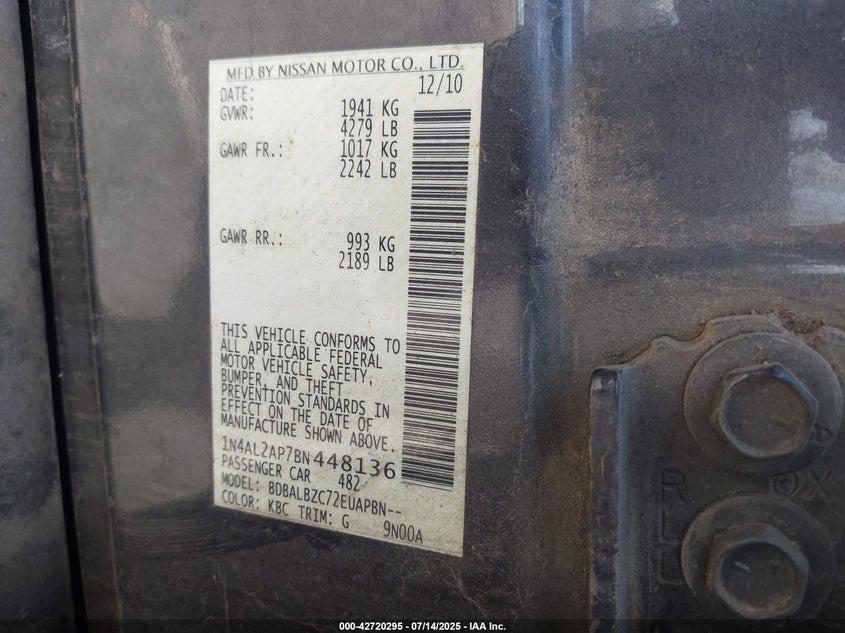 MFD BY NISSAN MOTOR CO., LTD.
DATE: 12/10
GVWR: 1941 KG
4279 LB
GAWR FR.: 1017 KG
2242 LB
GAWR RR.: 993 KG
2189 LB
THIS VEHICLE CONFORMS TO
ALL APPLICABLE FEDERAL
MOTOR VEHICLE SAFETY,
BUMPER, AND THEFT
PREVENTION STANDARDS IN
EFFECT ON THE DATE OF
MANUFACTURE SHOWN ABOVE.
1N4AL2AP7BN448136
PASSENGER CAR 482
MODEL: BDBALBZC72EUAPBN--
COLOR: KBC TRIM: G 9N00A
000-42720295 - 07/14/2025 - IAA Inc.